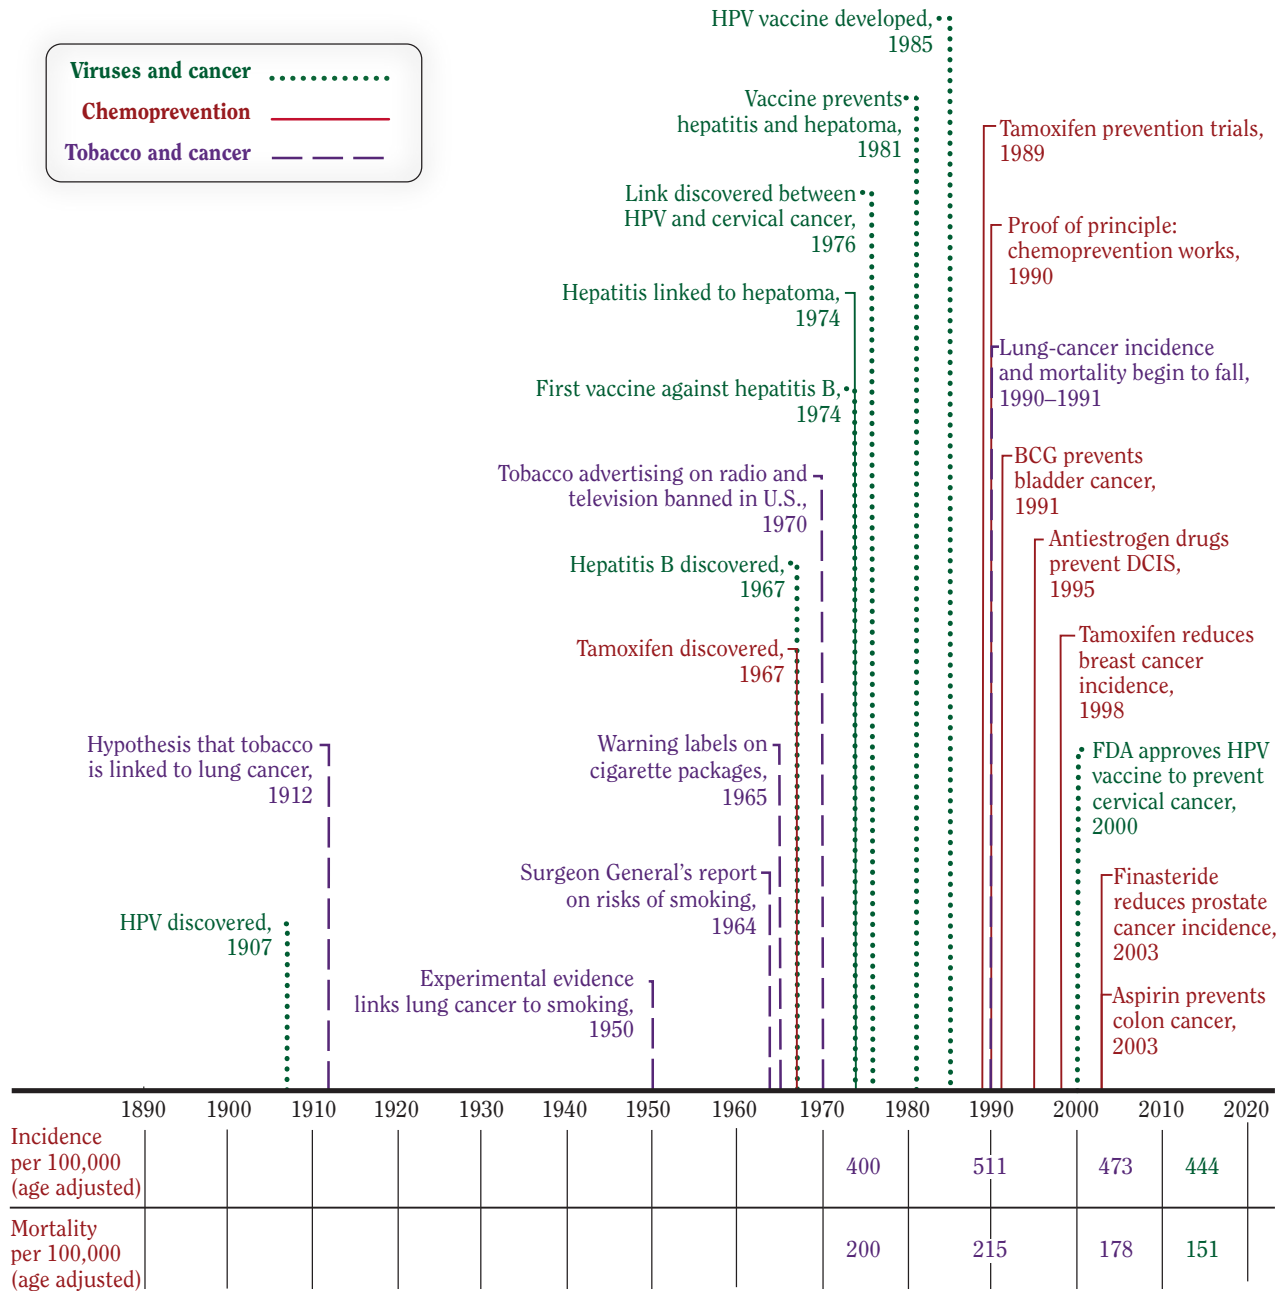 Viruses and cancer
Chemoprevention
Tobacco and cancer
HPV vaccine developed,
1985
Vaccine prevents
hepatitis and hepatoma,
1981
Link discovered between
HPV and cervical cancer,
1976
Hepatitis linked to hepatoma,
1974
First vaccine against hepatitis B,
1974
Tobacco advertising on radio and
television banned in U.S.,
1970
Hepatitis B discovered,
1967
Tamoxifen discovered,
1967
Hypothesis that tobacco
is linked to lung cancer,
1912
Warning labels on
cigarette packages,
1965
Surgeon General’s report
on risks of smoking,
1964
HPV discovered,
1907
Experimental evidence
links lung cancer to smoking,
1950
Tamoxifen prevention trials,
1989
Proof of principle:
chemoprevention works,
1990
Lung-cancer incidence
and mortality begin to fall,
1990–1991
BCG prevents
bladder cancer,
1991
Antiestrogen drugs
prevent DCIS,
1995
Tamoxifen reduces
breast cancer
incidence,
1998
FDA approves HPV
vaccine to prevent
cervical cancer,
2000
Finasteride
reduces prostate
cancer incidence,
2003
Aspirin prevents
colon cancer,
2003
1890 1900 1910 1920 1930 1940 1950 1960 1970 1980 1990 2000 2010 2020
Incidence
per 100,000
(age adjusted)
400 511 473 444
Mortality
per 100,000
(age adjusted)
200 215 178 151